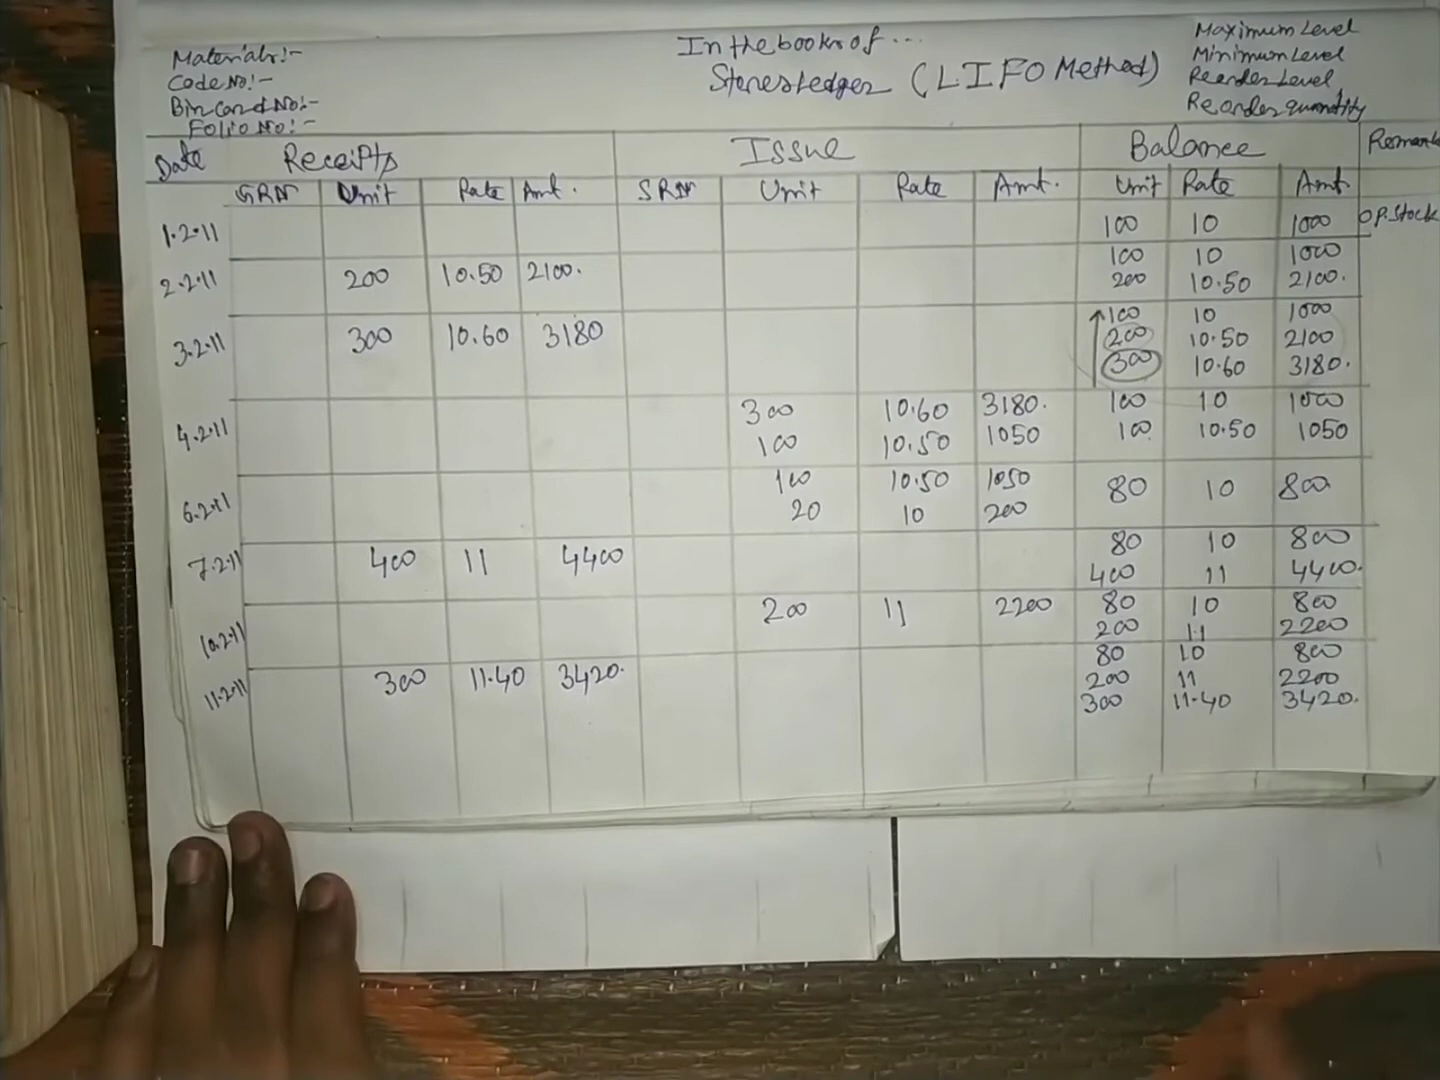 Materials:-
Code No:-
Bin Card No:-
Folio No:-
In the books of ...
Stores Ledger (LIFO Method)
Maximum Level
Minimum Level
Reorder Level
Reorder quantity
Date Receipts Issue Balance Remarks
GRN Unit Rate Amt. SRN Unit Rate Amt. Unit Rate Amt
1.2.11 100 10 1000 OP.Stock
2.2.11 200 10.50 2100. 100 10 1000
200 10.50 2100.
3.2.11 300 10.60 3180 100 10 1000
200 10.50 2100
300 10.60 3180.
4.2.11 300 10.60 3180. 100 10 1000
100 10.50 1050 100 10.50 1050
6.2.11 100 10.50 1050 80 10 800
20 10 200
7.2.11 400 11 4400 80 10 800
400 11 4400.
10.2.11 200 11 2200 80 10 800
200 11 2200
11.2.11 300 11.40 3420. 80 10 800
200 11 2200
300 11.40 3420.